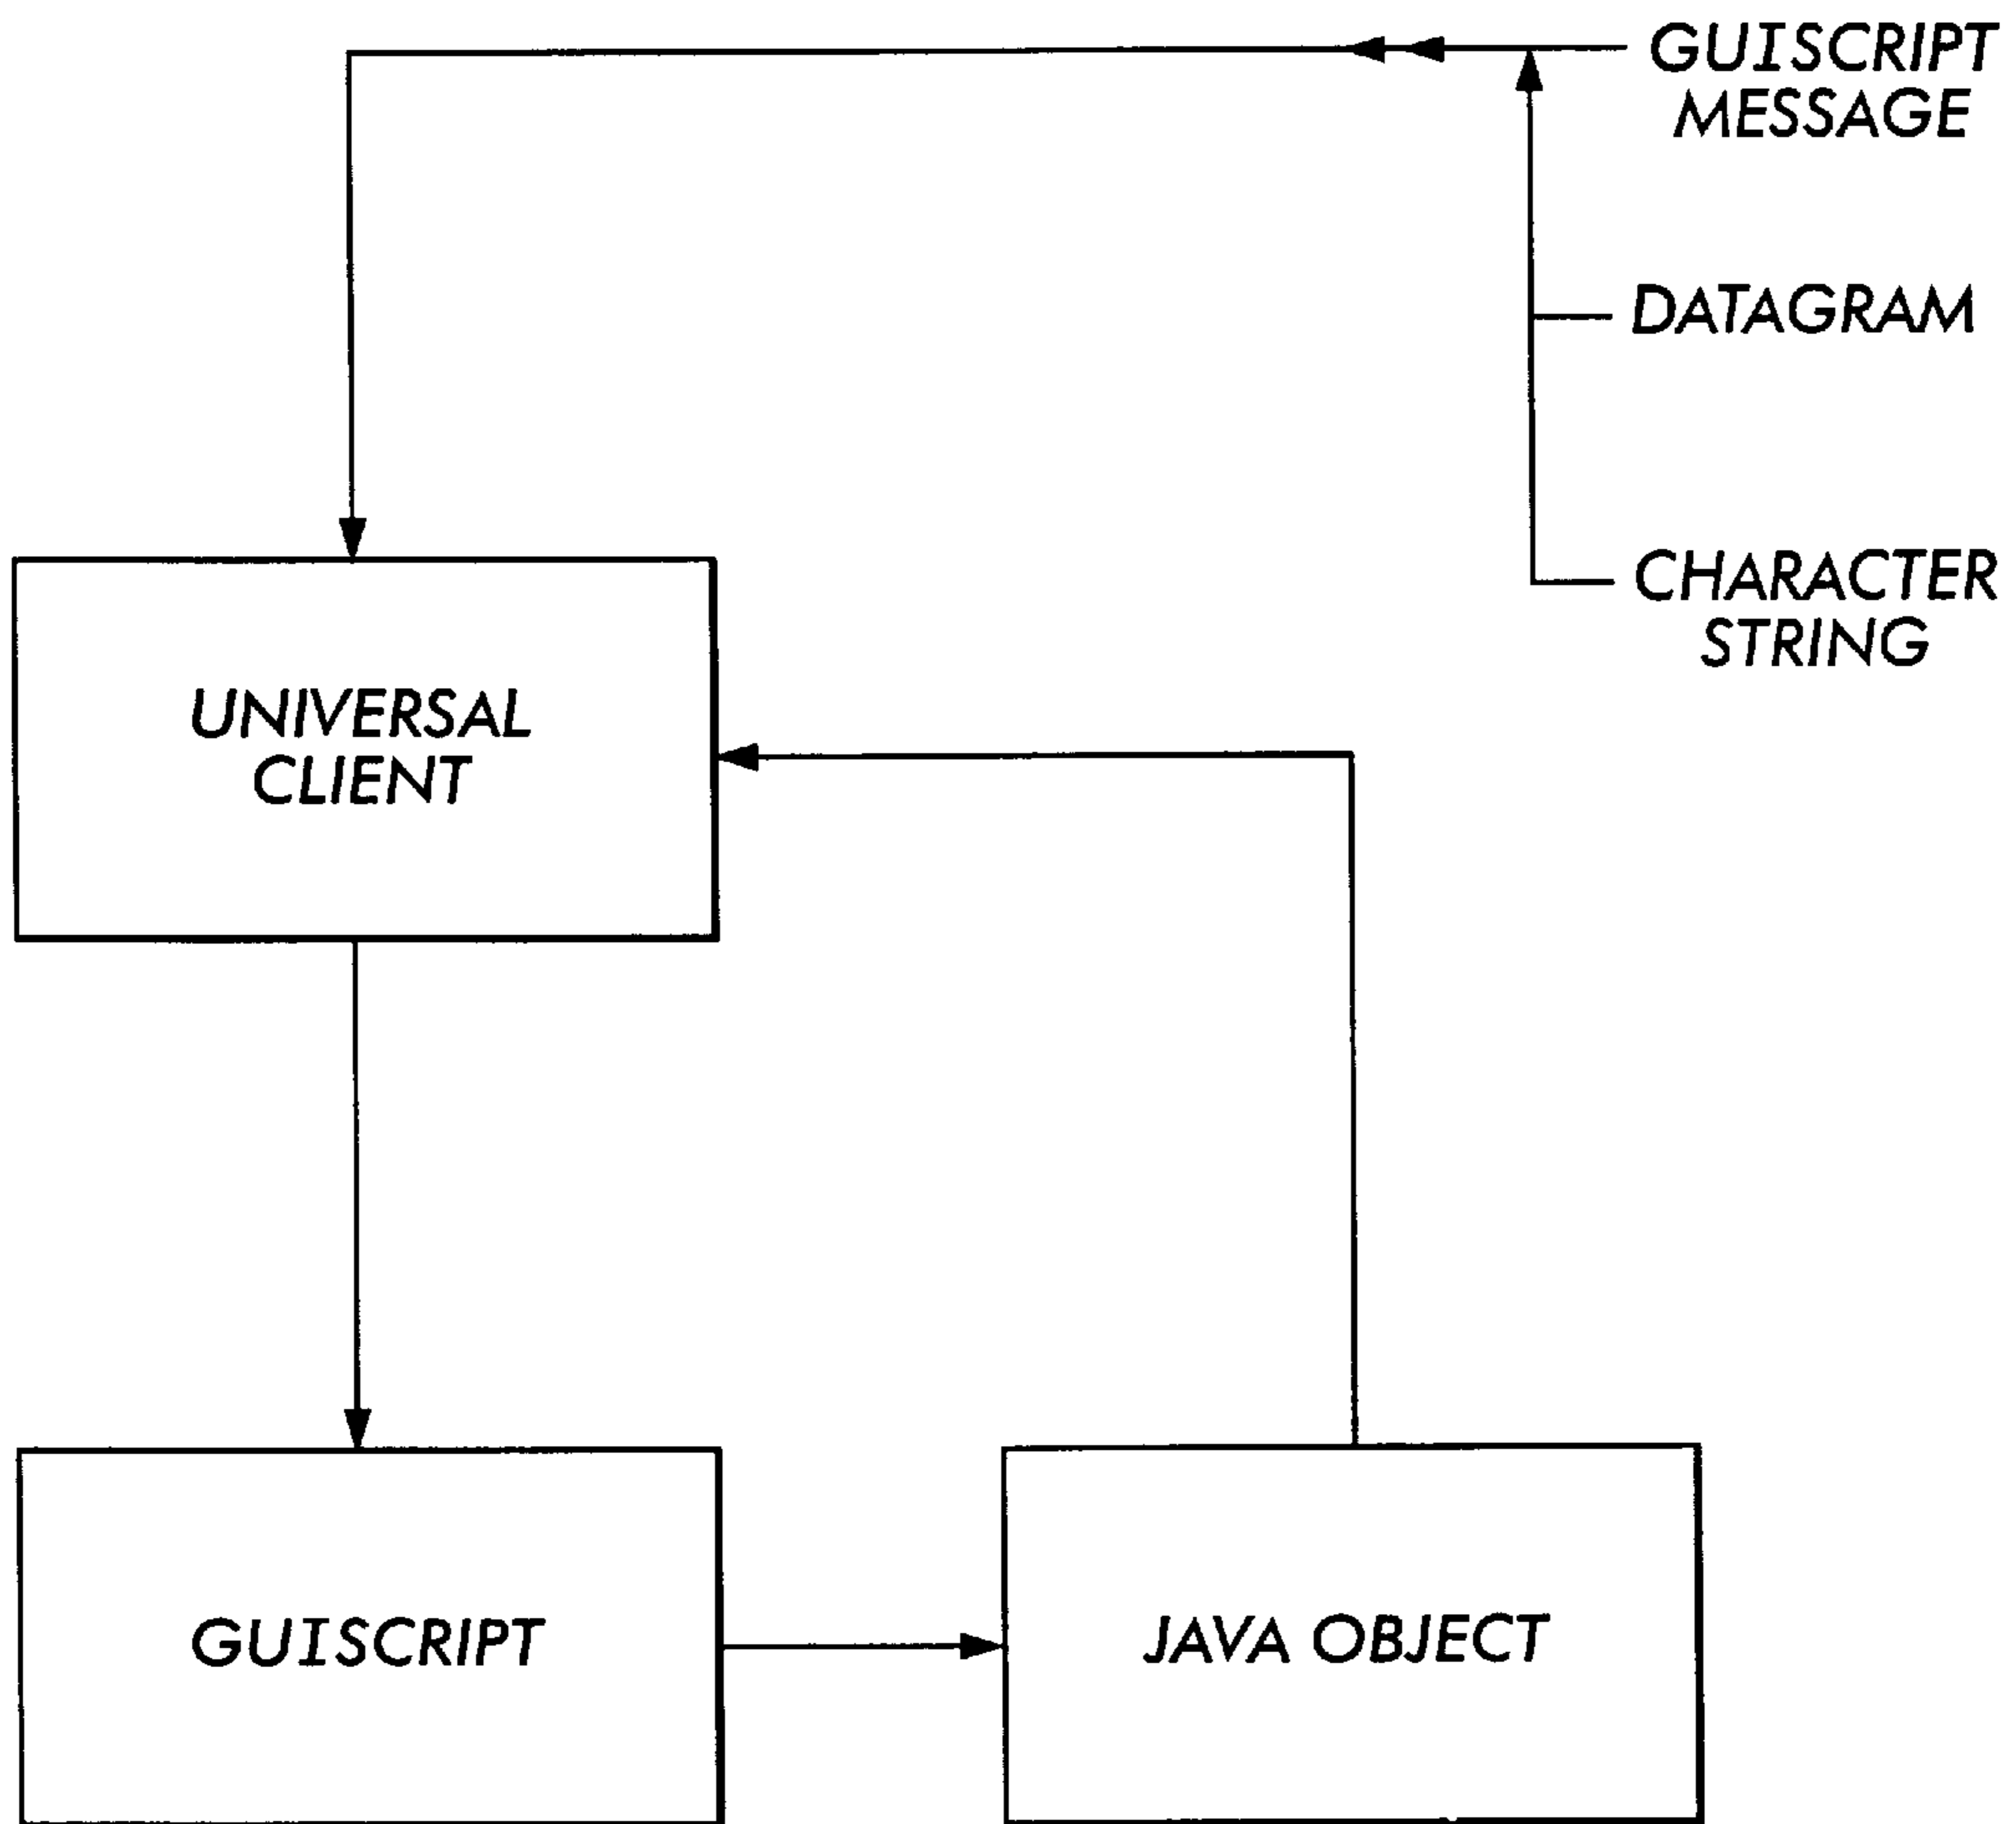 GUISCRIPT
MESSAGE
DATAGRAM
CHARACTER
STRING
UNIVERSAL
CLIENT
GUISCRIPT
JAVA OBJECT